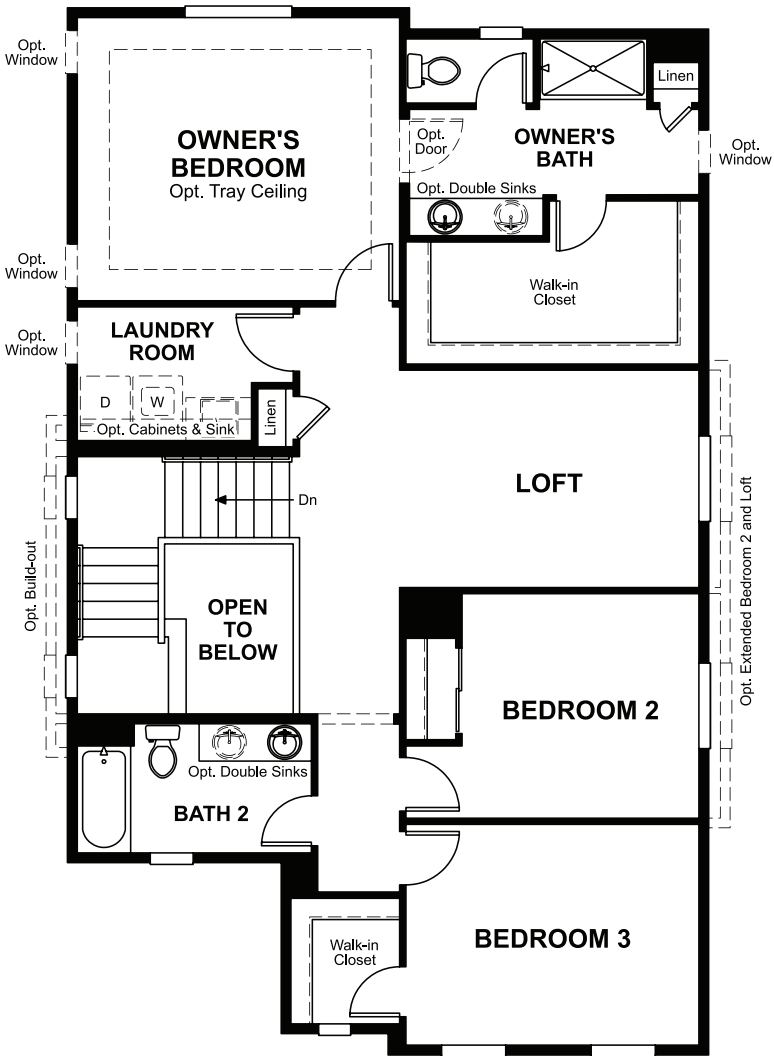 Opt.
Window
Linen
OWNER'S
BEDROOM
Opt. Tray Ceiling
Opt.
Door
OWNER'S
BATH
Opt.
Window
Opt. Double Sinks
Opt.
Window
Walk-in
Closet
Opt.
Window
LAUNDRY
ROOM
D
W
Opt. Cabinets & Sink
Linen
LOFT
Dn
Opt. Build-out
OPEN
TO
BELOW
Opt. Extended Bedroom 2 and Loft
BEDROOM 2
Opt. Double Sinks
BATH 2
BEDROOM 3
Walk-in
Closet